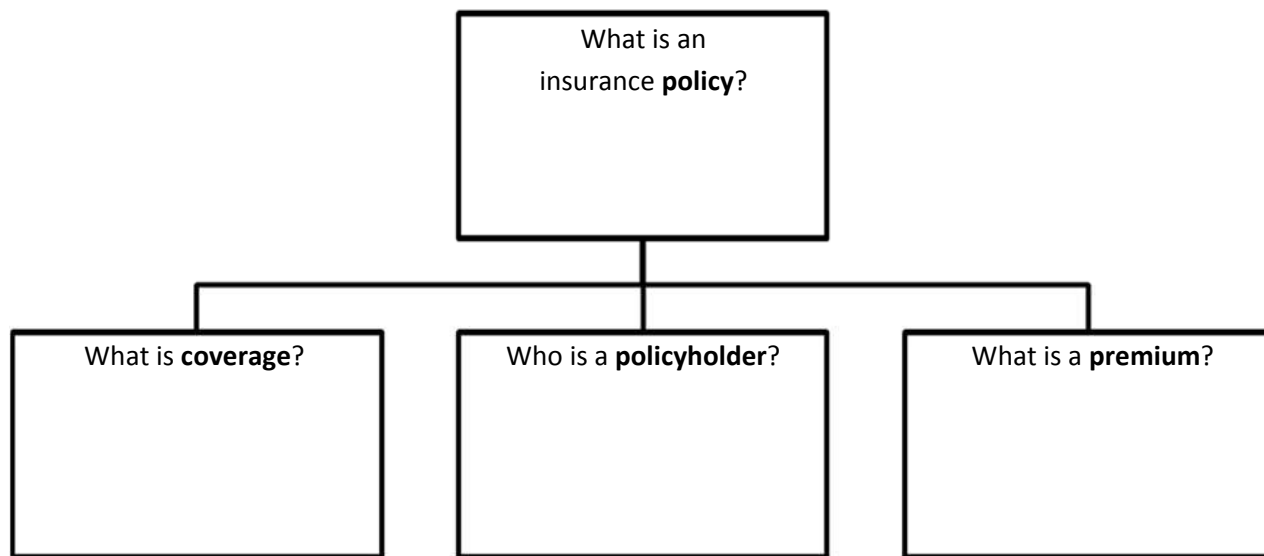 What is an
insurance policy?
What is coverage?
Who is a policyholder?
What is a premium?